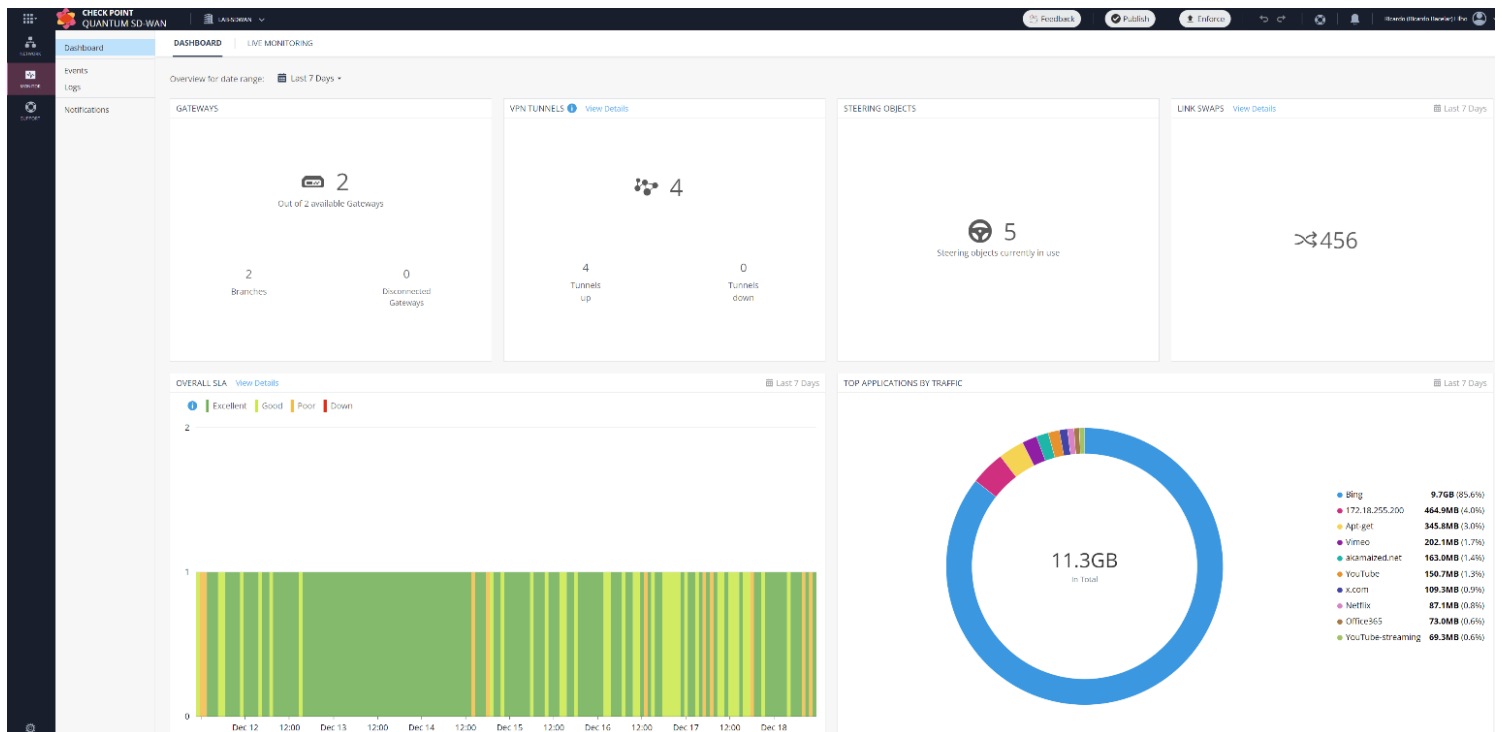 CHECK POINT
QUANTUM SD-WAN
LAB-SDWAN
Feedback
Publish
Enforce
NETWORK
MONITOR
SUPPORT
Dashboard
Events
Logs
Notifications
DASHBOARD
LIVE MONITORING
Overview for date range:
Last 7 Days
GATEWAYS
2
Out of 2 available Gateways
2
Branches
0
Disconnected
Gateways
VPN TUNNELS
View Details
4
4
Tunnels
up
0
Tunnels
down
STEERING OBJECTS
5
Steering objects currently in use
LINK SWAPS
View Details
Last 7 Days
456
OVERALL SLA
View Details
Last 7 Days
Excellent
Good
Poor
Down
2
1
0
Dec 12
12:00
Dec 13
12:00
Dec 14
12:00
Dec 15
12:00
Dec 16
12:00
Dec 17
12:00
Dec 18
TOP APPLICATIONS BY TRAFFIC
Last 7 Days
11.3GB
In Total
Bing 9.7GB (85.6%)
172.18.255.200 464.9MB (4.0%)
Apt-get 345.8MB (3.0%)
Vimeo 202.1MB (1.7%)
akamaized.net 163.0MB (1.4%)
YouTube 150.7MB (1.3%)
x.com 109.3MB (0.9%)
Netflix 87.1MB (0.8%)
Office365 73.0MB (0.6%)
YouTube-streaming 69.3MB (0.6%)